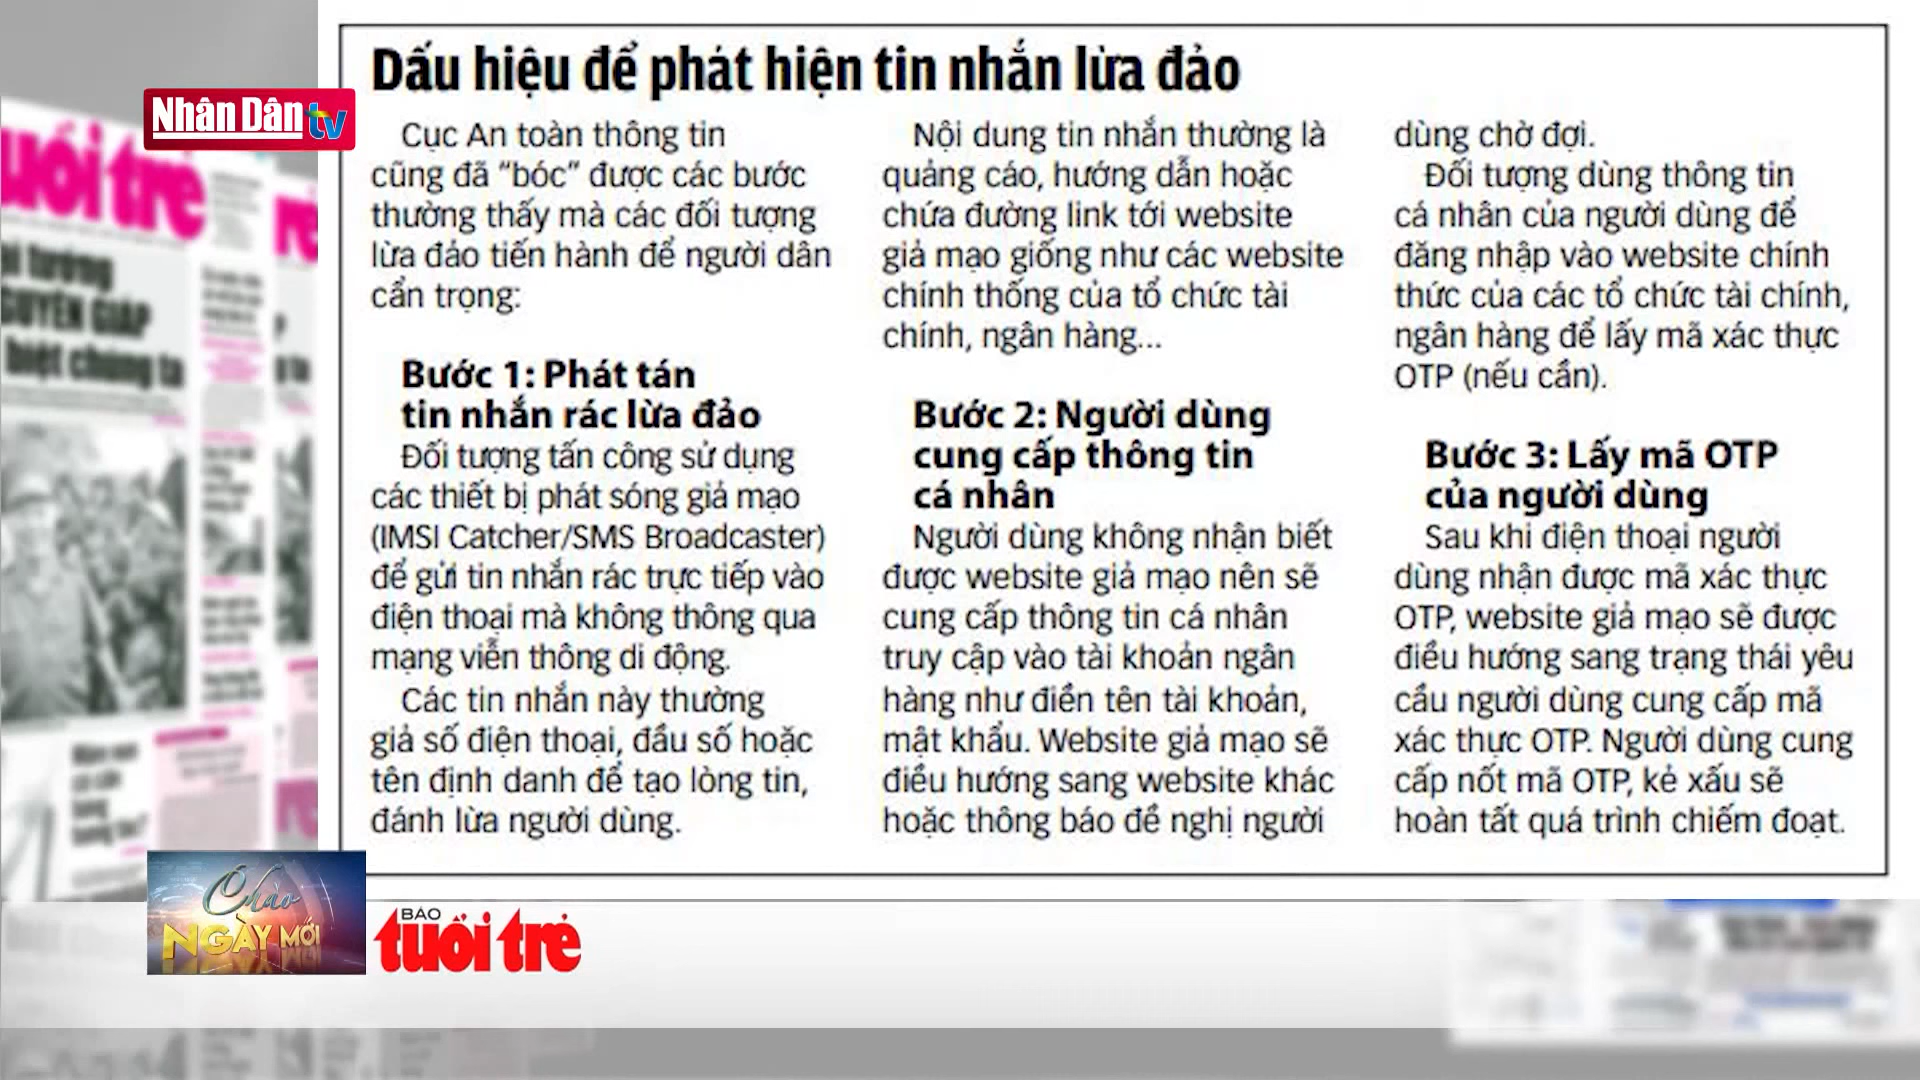 Nhân Dân tv
Dấu hiệu để phát hiện tin nhắn lừa đảo
Cục An toàn thông tin
cũng đã “bóc” được các bước
thường thấy mà các đối tượng
lừa đảo tiến hành để người dân
cẩn trọng:
Bước 1: Phát tán
tin nhắn rác lừa đảo
Đối tượng tấn công sử dụng
các thiết bị phát sóng giả mạo
(IMSI Catcher/SMS Broadcaster)
để gửi tin nhắn rác trực tiếp vào
điện thoại mà không thông qua
mạng viễn thông di động.
Các tin nhắn này thường
giả số điện thoại, đầu số hoặc
tên định danh để tạo lòng tin,
đánh lừa người dùng.
Nội dung tin nhắn thường là
quảng cáo, hướng dẫn hoặc
chứa đường link tới website
giả mạo giống như các website
chính thống của tổ chức tài
chính, ngân hàng...
Bước 2: Người dùng
cung cấp thông tin
cá nhân
Người dùng không nhận biết
được website giả mạo nên sẽ
cung cấp thông tin cá nhân
truy cập vào tài khoản ngân
hàng như điền tên tài khoản,
mật khẩu. Website giả mạo sẽ
điều hướng sang website khác
hoặc thông báo đề nghị người
dùng chờ đợi.
Đối tượng dùng thông tin
cá nhân của người dùng để
đăng nhập vào website chính
thức của các tổ chức tài chính,
ngân hàng để lấy mã xác thực
OTP (nếu cần).
Bước 3: Lấy mã OTP
của người dùng
Sau khi điện thoại người
dùng nhận được mã xác thực
OTP, website giả mạo sẽ được
điều hướng sang trạng thái yêu
cầu người dùng cung cấp mã
xác thực OTP. Người dùng cung
cấp nốt mã OTP, kẻ xấu sẽ
hoàn tất quá trình chiếm đoạt.
tuổi trẻ
biệt chúng ta
Chào
NGÀY MỚI
BÁO
tuổi trẻ